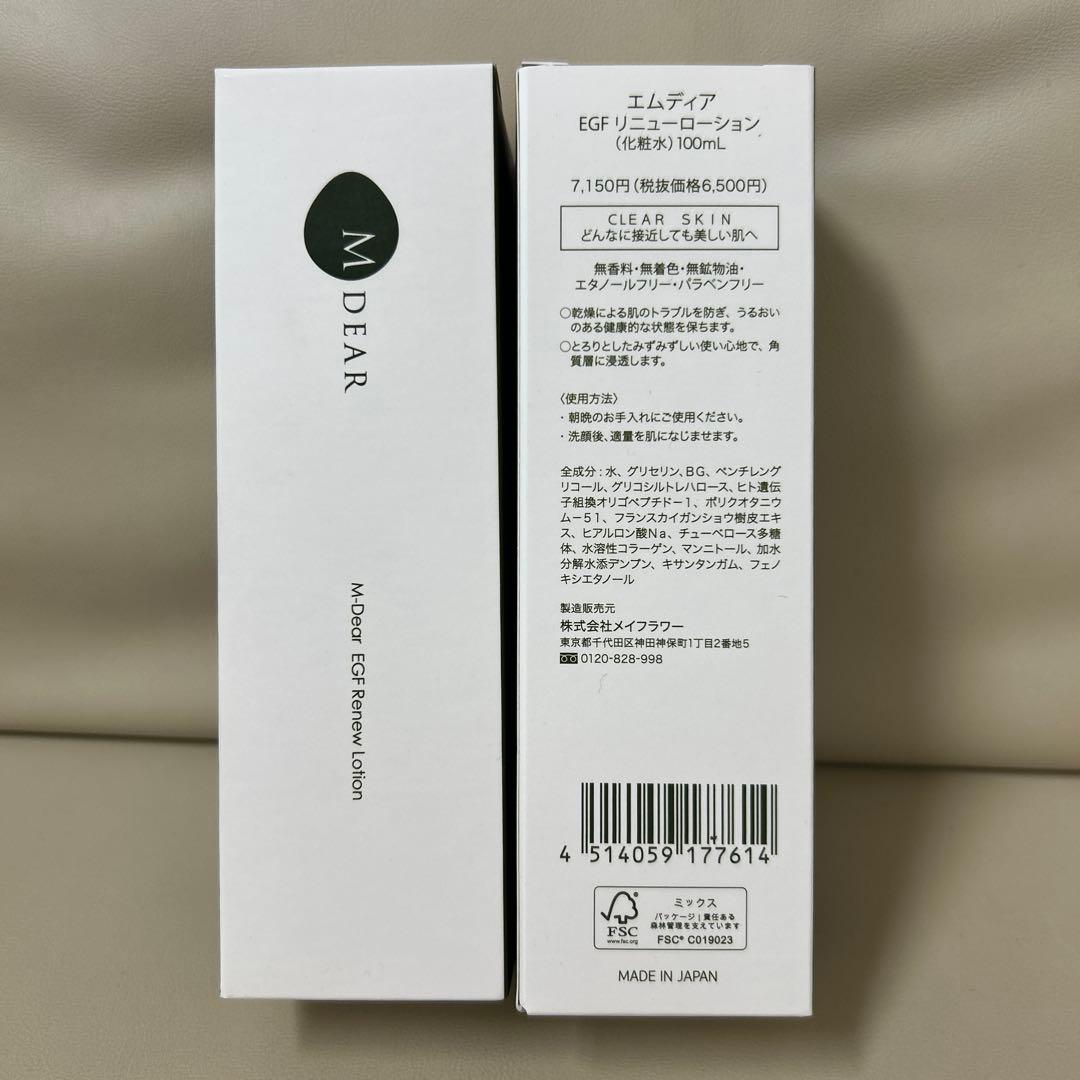 M DEAR
M-Dear EGF Renew Lotion
エムディア
EGF リニューローション
(化粧水)100mL
7,150円(税抜価格6,500円)
CLEAR SKIN
どんなに接近しても美しい肌へ
無香料・無着色・無鉱物油・
エタノールフリー・パラベンフリー
○乾燥による肌のトラブルを防ぎ、うるおい
のある健康的な状態を保ちます。
○とろりとしたみずみずしい使い心地で、角
質層に浸透します。
〈使用方法〉
・朝晩のお手入れにご使用ください。
・洗顔後、適量を肌になじませます。
全成分:水、グリセリン、BG、ペンチレング
リコール、グリコシルトレハロース、ヒト遺伝
子組換オリゴペプチド-1、ポリクオタニウ
ム-51、フランスカイガンショウ樹皮エキ
ス、ヒアルロン酸Na、チューベロース多糖
体、水溶性コラーゲン、マンニトール、加水
分解水添デンプン、キサンタンガム、フェノ
キシエタノール
製造販売元
株式会社メイフラワー
東京都千代田区神田神保町1丁目2番地5
0120-828-998
4 514059 177614
FSC
www.fsc.org
ミックス
パッケージ|責任ある
森林管理を支えています
FSC® C019023
MADE IN JAPAN